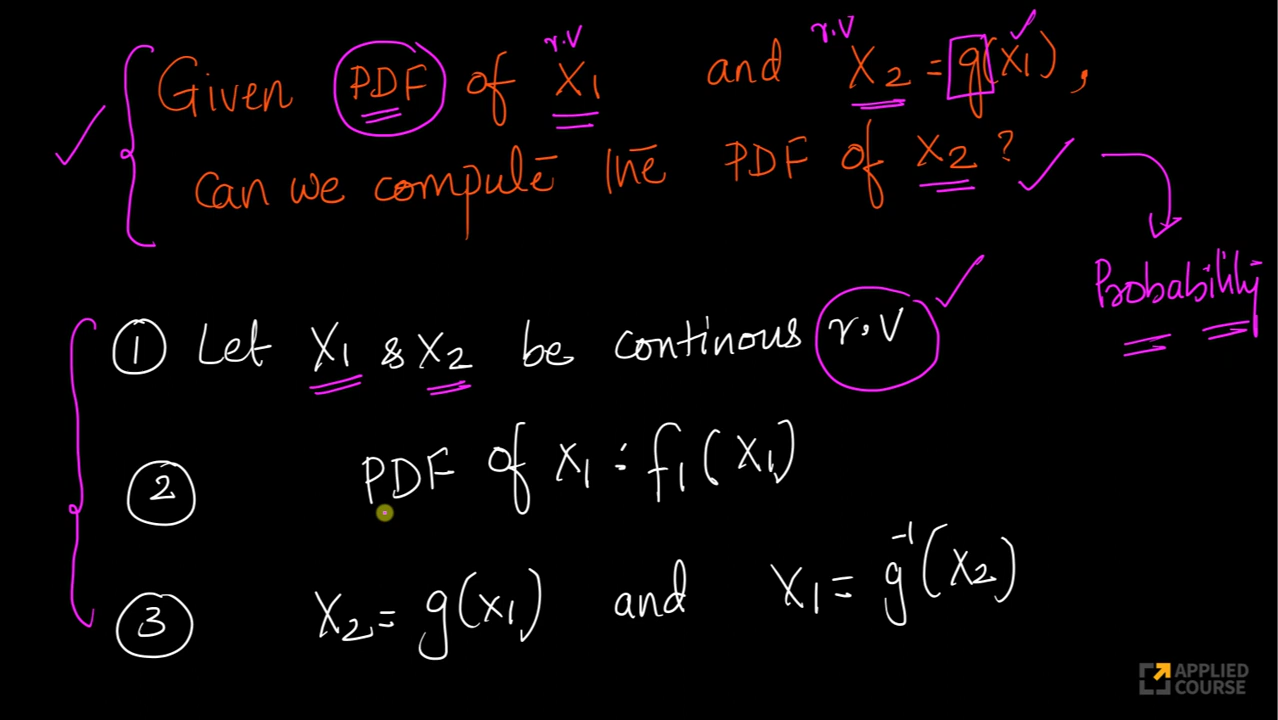 r.V r.V
Given PDF of X1 and X2 = g(X1),
can we compute the PDF of X2?
Probability
1 Let X1 & X2 be continous r.V
2 PDF of X1 : f1(X1)
3 X2 = g(X1) and X1 = g⁻¹(X2)
APPLIED
COURSE